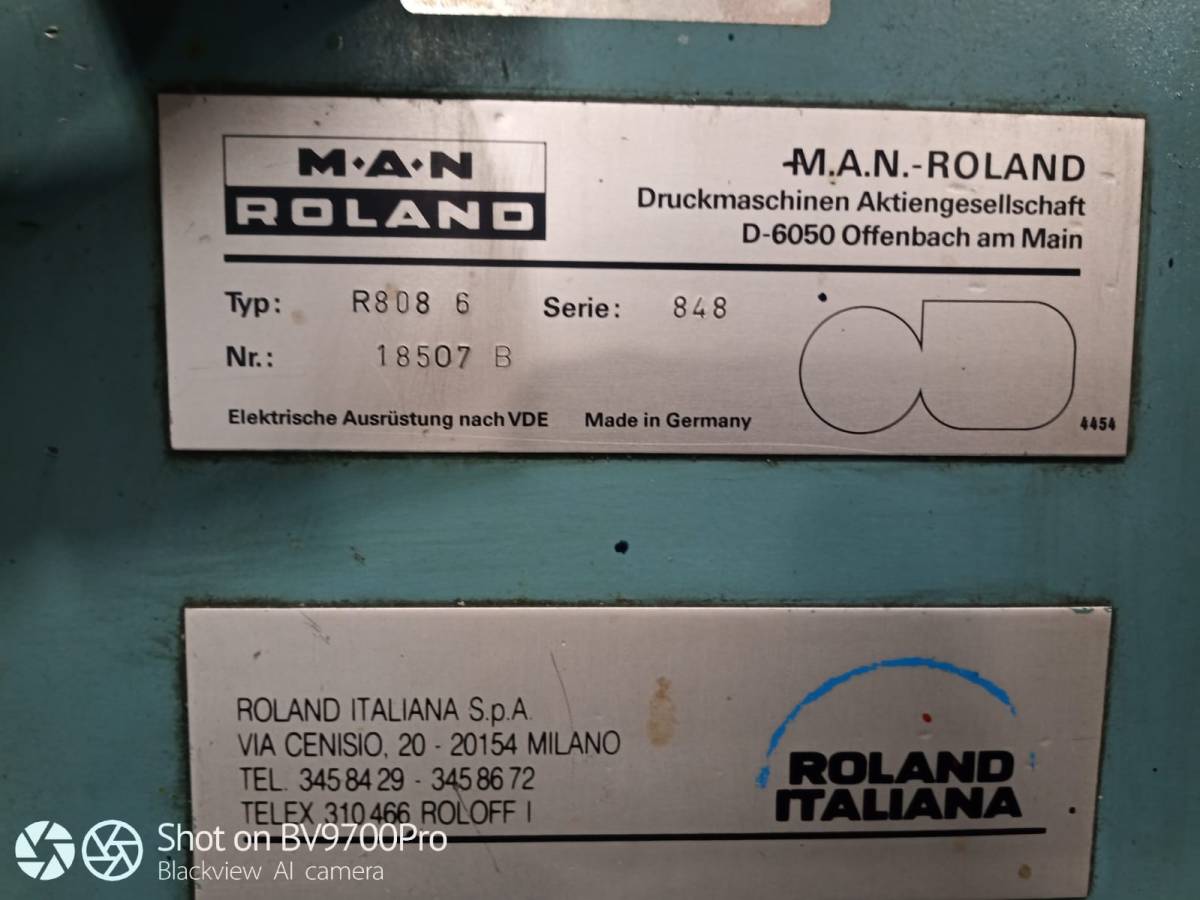 M·A·N
ROLAND
M.A.N.-ROLAND
Druckmaschinen Aktiengesellschaft
D-6050 Offenbach am Main
Typ: R808 6 Serie: 848
Nr.: 18507 B
Elektrische Ausrüstung nach VDE Made in Germany
4454
ROLAND ITALIANA S.p.A.
VIA CENISIO, 20 - 20154 MILANO
TEL. 345 84 29 - 345 86 72
TELEX 310 466 ROLOFF I
ROLAND
ITALIANA
Shot on BV9700Pro
Blackview AI camera